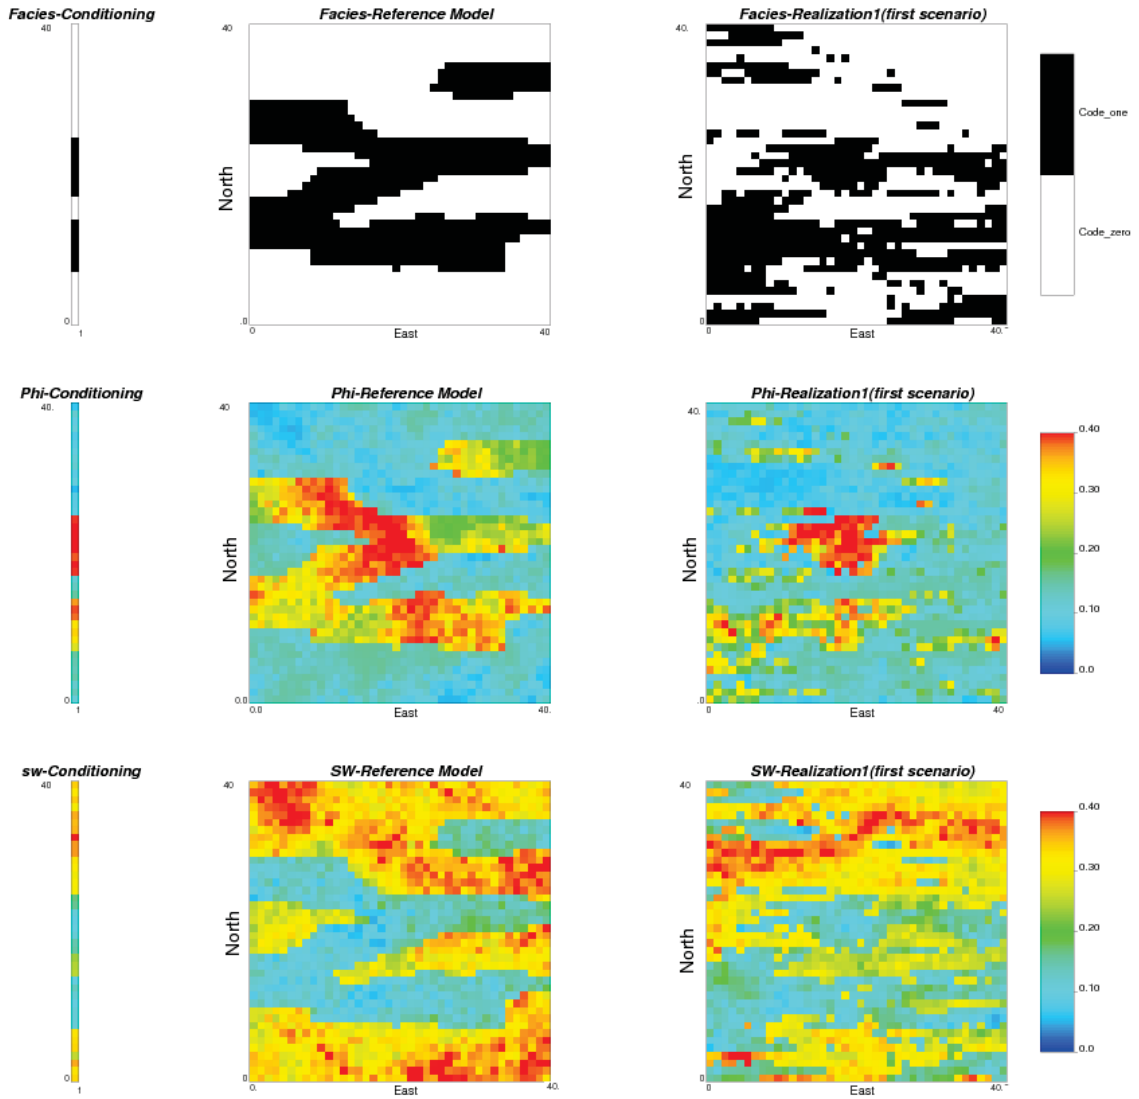 Facies-Conditioning
Facies-Reference Model
Facies-Realization1(first scenario)
40
40
40.
North
North
Code_one
Code_zero
0
.0
0
1
0
East
40
0
East
40.
Phi-Conditioning
Phi-Reference Model
Phi-Realization1(first scenario)
40.
40
40.
0.40
0.30
0.20
0.10
0.0
North
North
0
0.0
.0
1
0.0
East
40.
0
East
40
sw-Conditioning
SW-Reference Model
SW-Realization1(first scenario)
40
40
40
0.40
0.30
0.20
0.10
0.0
North
North
0
0
0
1
0.
East
40.
0
East
40.